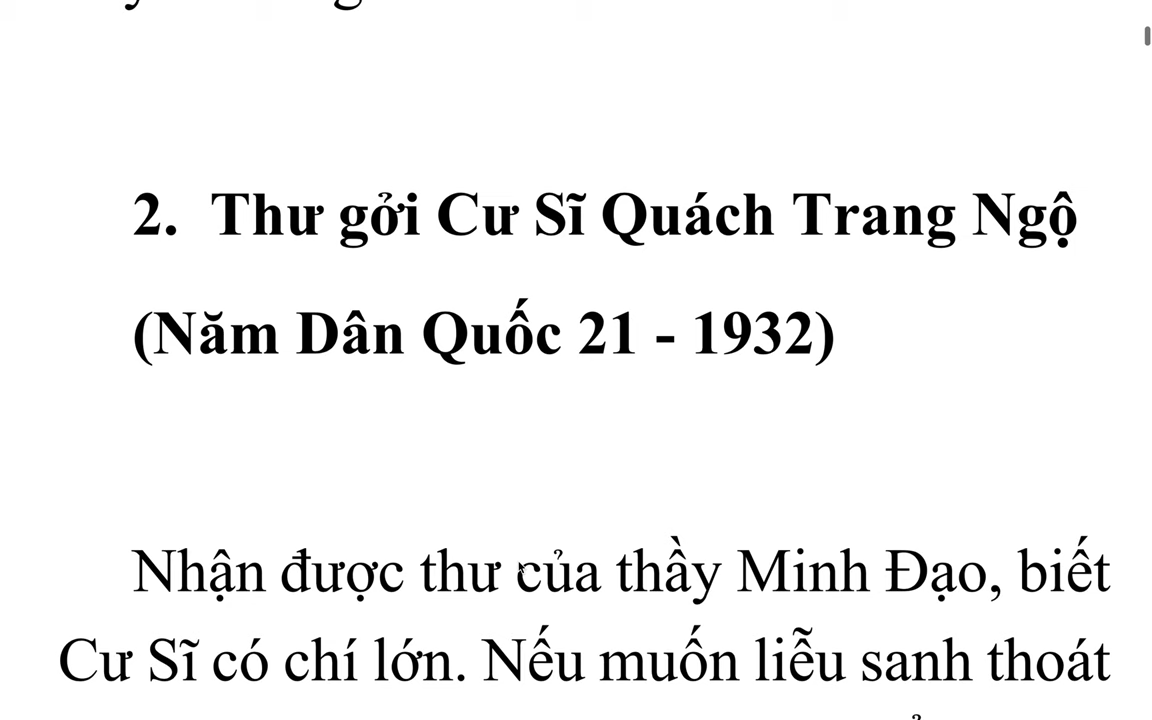 2. Thư gởi Cư Sĩ Quách Trang Ngộ
(Năm Dân Quốc 21 - 1932)
Nhận được thư của thầy Minh Đạo, biết
Cư Sĩ có chí lớn. Nếu muốn liễu sanh thoát